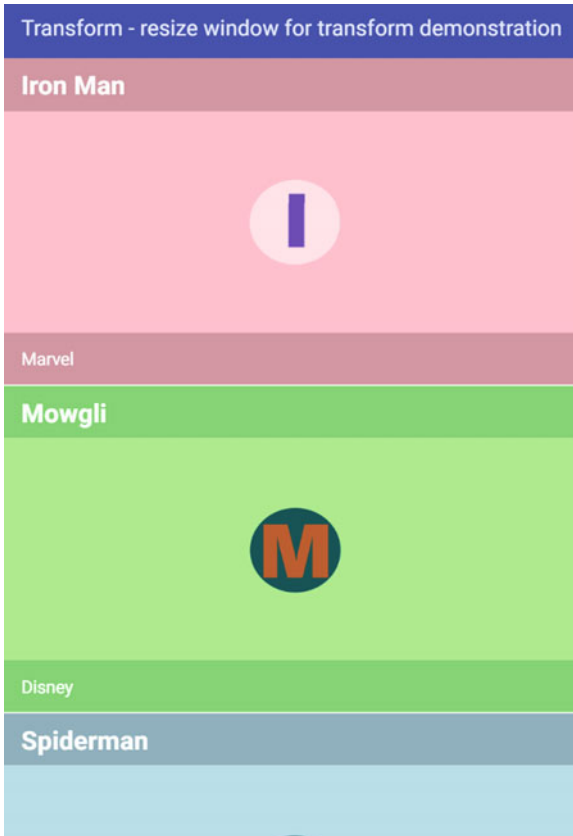 Transform - resize window for transform demonstration
Iron Man
I
Marvel
Mowgli
M
Disney
Spiderman